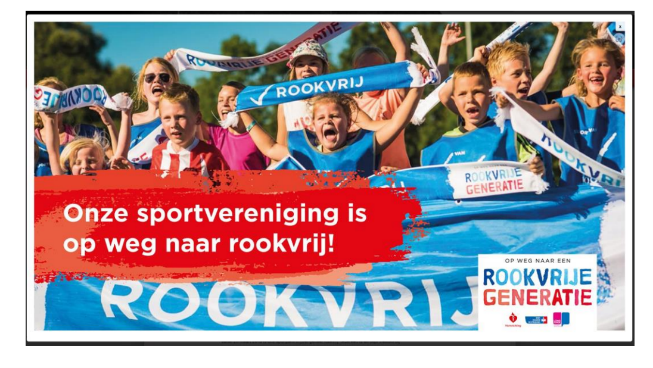 ROOKVRIJE GENERATIE
ROOKVRIJE
ROOKVRIJ
ROOKVRIJ
ROOKVRIJE
GENERATIE
Onze sportvereniging is
op weg naar rookvrij!
ROOKVRIJ
OP WEG NAAR EEN
ROOKVRIJE
GENERATIE